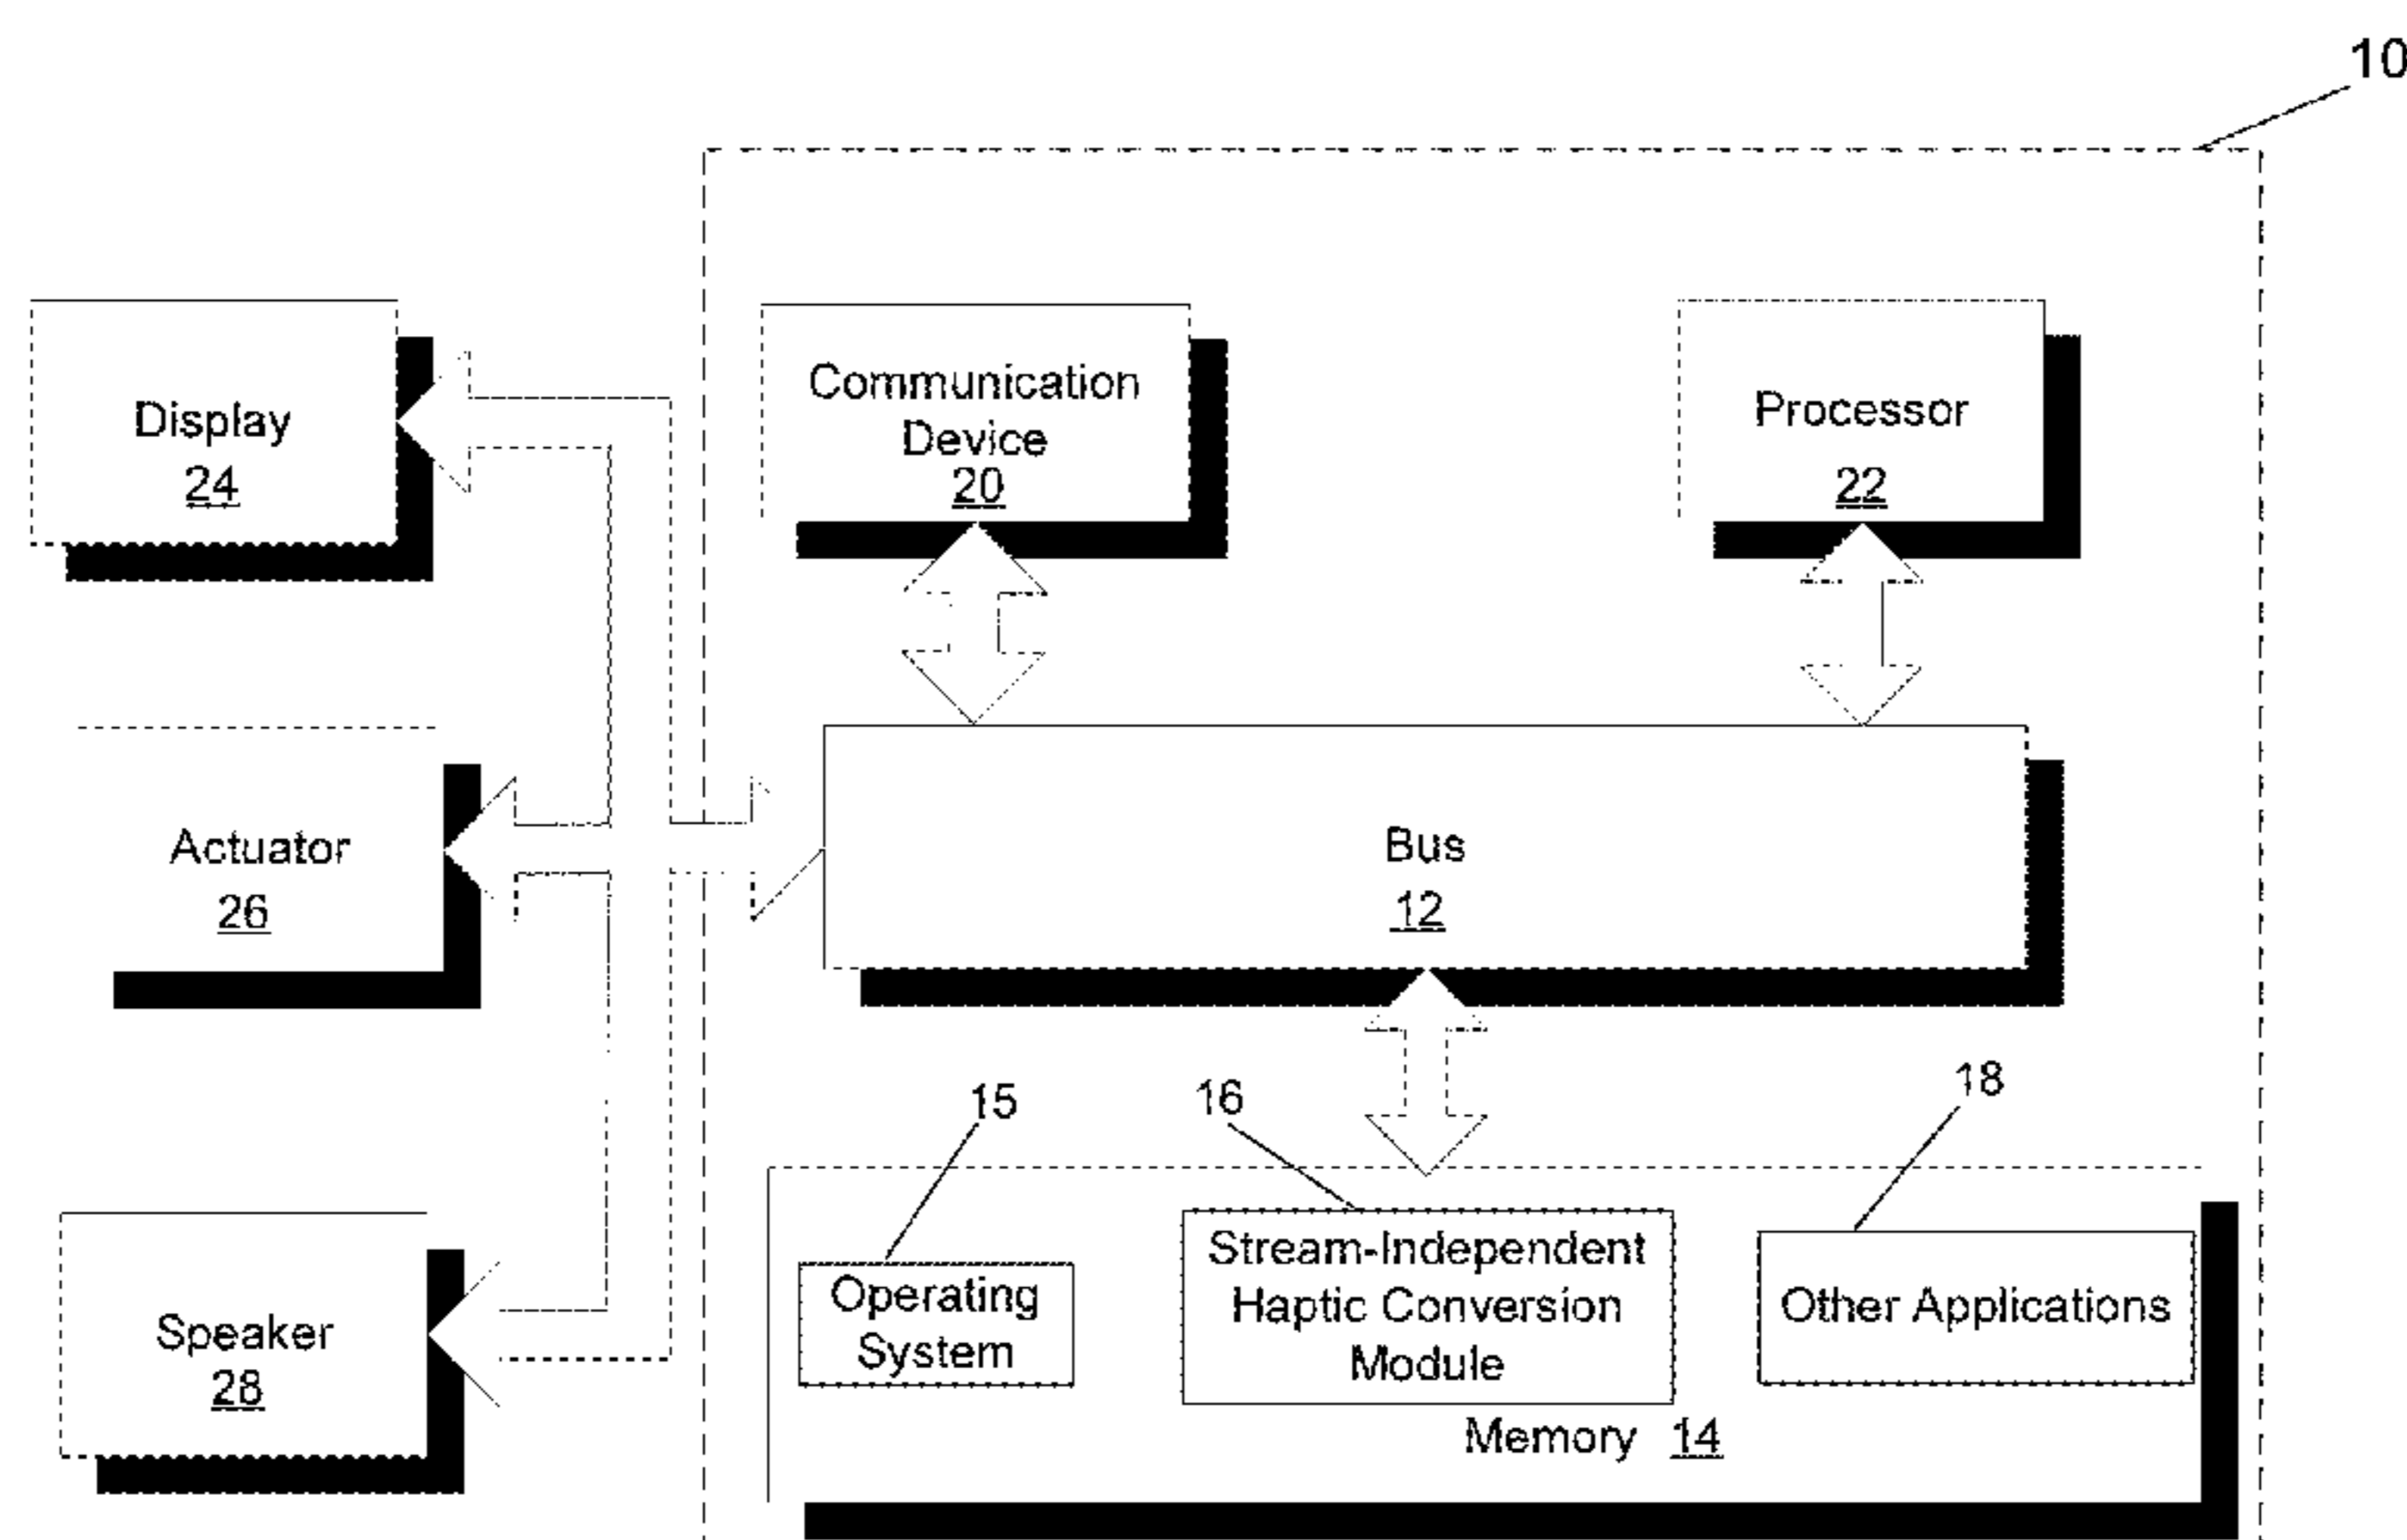 10
Display
24
Communication
Device
20
Processor
22
Actuator
26
Bus
12
15
16
18
Speaker
28
Operating
System
Stream-Independent
Haptic Conversion
Module
Other Applications
Memory 14